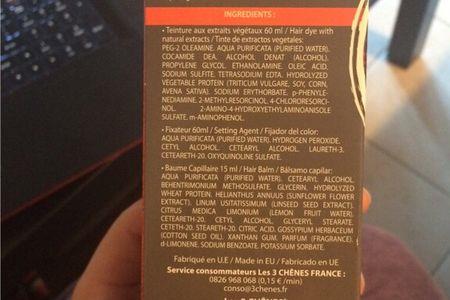 INGREDIENTS :
• Teinture aux extraits végétaux 60 ml / Hair dye with
natural extracts / Tinte de extractos vegetales:
PEG-2 OLEAMINE. AQUA PURIFICATA (PURIFIED WATER).
COCAMIDE DEA. ALCOHOL DENAT (ALCOHOL).
PROPYLENE GLYCOL. ETHANOLAMINE. OLEIC ACID.
SODIUM SULFITE. TETRASODIUM EDTA. HYDROLYZED
VEGETABLE PROTEIN (TRITICUM VULGARE, SOY, CORN,
AVENA SATIVA). SODIUM ERYTHORBATE. p-PHENYLE-
NEDIAMINE. 2-METHYLRESORCINOL. 4-CHLORORESORCI-
NOL. 2-AMINO-4-HYDROXYETHYLAMINOANISOLE
SULFATE. m-AMINOPHENOL.
• Fixateur 60ml / Setting Agent / Fijador del color:
AQUA PURIFICATA (PURIFIED WATER). HYDROGEN PEROXIDE.
CETYL ALCOHOL. CETEARYL ALCOHOL. LAURETH-3.
CETEARETH-20. OXYQUINOLINE SULFATE.
• Baume Capillaire 15 ml / Hair Balm / Bálsamo capilar:
AQUA PURIFICATA (PURIFIED WATER). CETEARYL ALCOHOL.
BEHENTRIMONIUM METHOSULFATE. GLYCERIN. HYDROLYZED
WHEAT PROTEIN. HELIANTHUS ANNUUS (SUNFLOWER FLOWER
EXTRACT). LINUM USITATISSIMUM (LINSEED SEED EXTRACT).
CITRUS MEDICA LIMONIUM (LEMON FRUIT WATER).
CETEARETH-20. CETYL ALCOHOL. GLYCERYL STEARATE.
CETETH-20. STEARETH-20. CITRIC ACID. GOSSYPIUM HERBACEUM
(COTTON SEED OIL). XANTHAN GUM. PARFUM (FRAGRANCE).
d-LIMONENE. SODIUM BENZOATE. POTASSIUM SORBATE.
Fabriqué en U.E / Made in EU / Fabricado en UE
Service consommateurs Les 3 CHÊNES FRANCE :
0826 968 068 (0.15 €/min)
conso@3chenes.fr